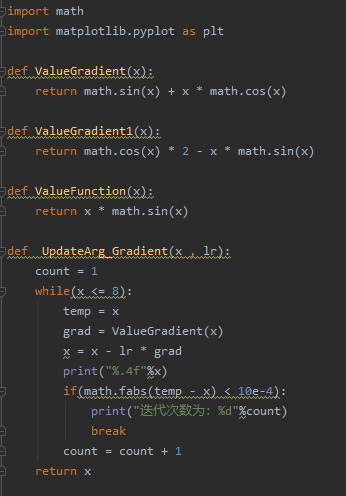 import math
import matplotlib.pyplot as plt
def ValueGradient(x):
    return math.sin(x) + x * math.cos(x)
def ValueGradient1(x):
    return math.cos(x) * 2 - x * math.sin(x)
def ValueFunction(x):
    return x * math.sin(x)
def  UpdateArg_Gradient(x , lr):
    count = 1
    while(x <= 8):
        temp = x
        grad = ValueGradient(x)
        x = x - lr * grad
        print("%.4f"%x)
        if(math.fabs(temp - x) < 10e-4):
            print("迭代次数为: %d"%count)
            break
        count = count + 1
    return x